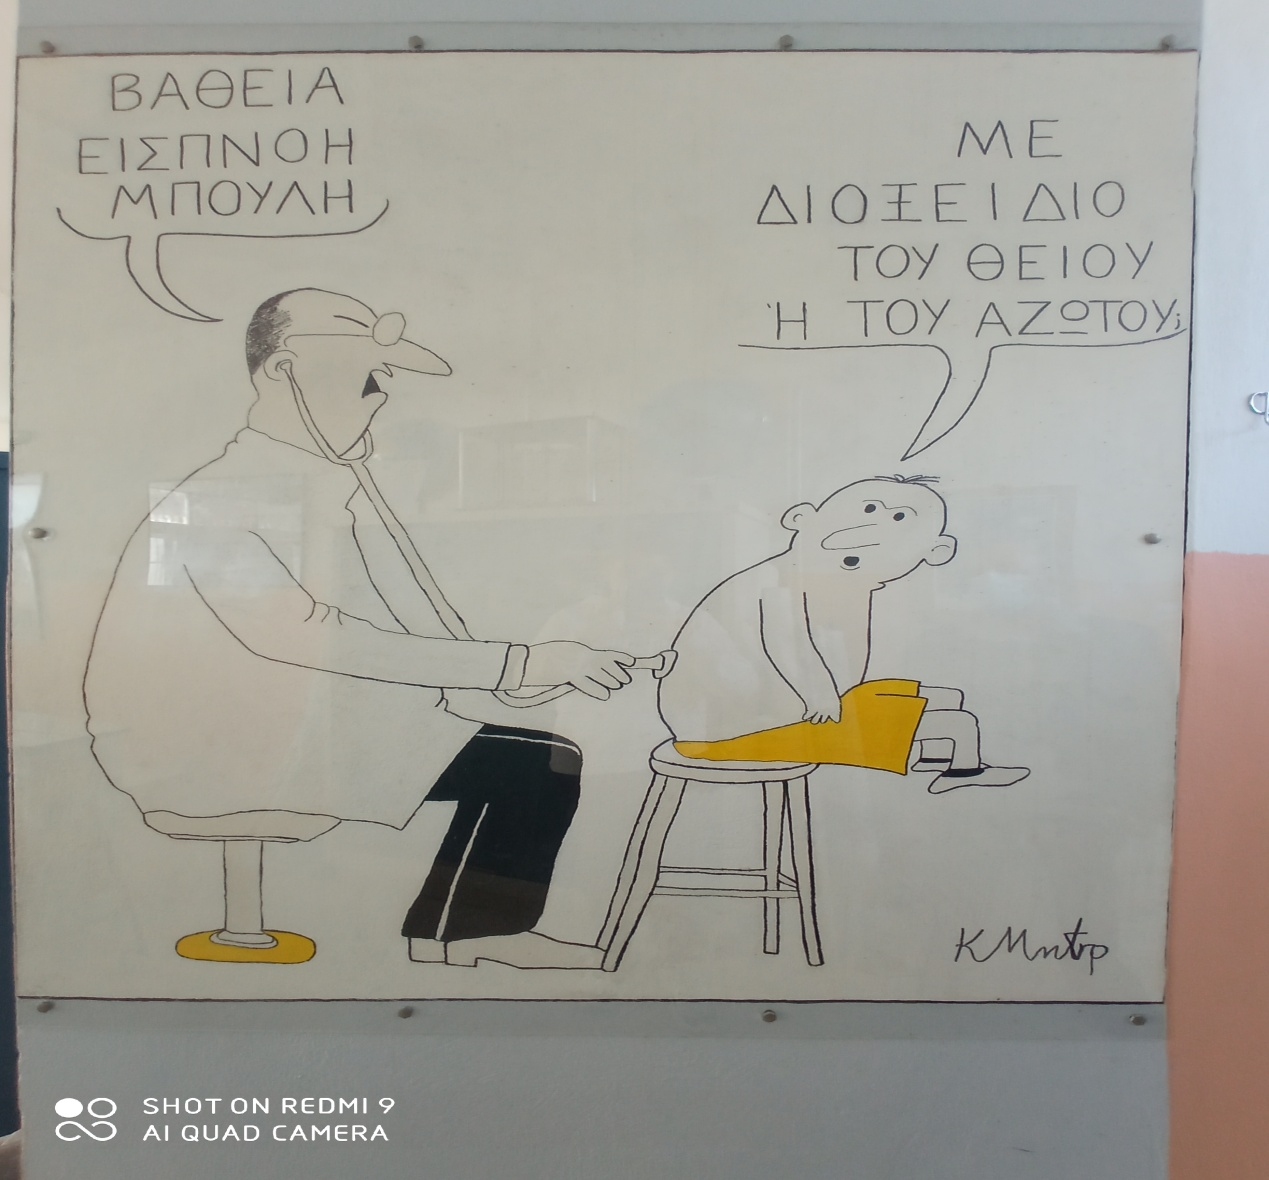 ΒΑΘΕΙΑ
ΕΙΣΠΝΟΗ
ΜΠΟΥΛΗ
ΜΕ
ΔΙΟΞΕΙΔΙΟ
ΤΟΥ ΘΕΙΟΥ
Ή ΤΟΥ ΑΖΩΤΟΥ;
ΚΜητρ
SHOT ON REDMI 9
AI QUAD CAMERA